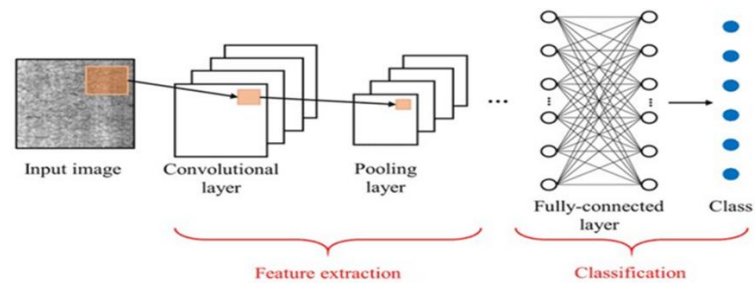 Input image
Convolutional
layer
Pooling
layer
...
Fully-connected
layer
Class
Feature extraction
Classification